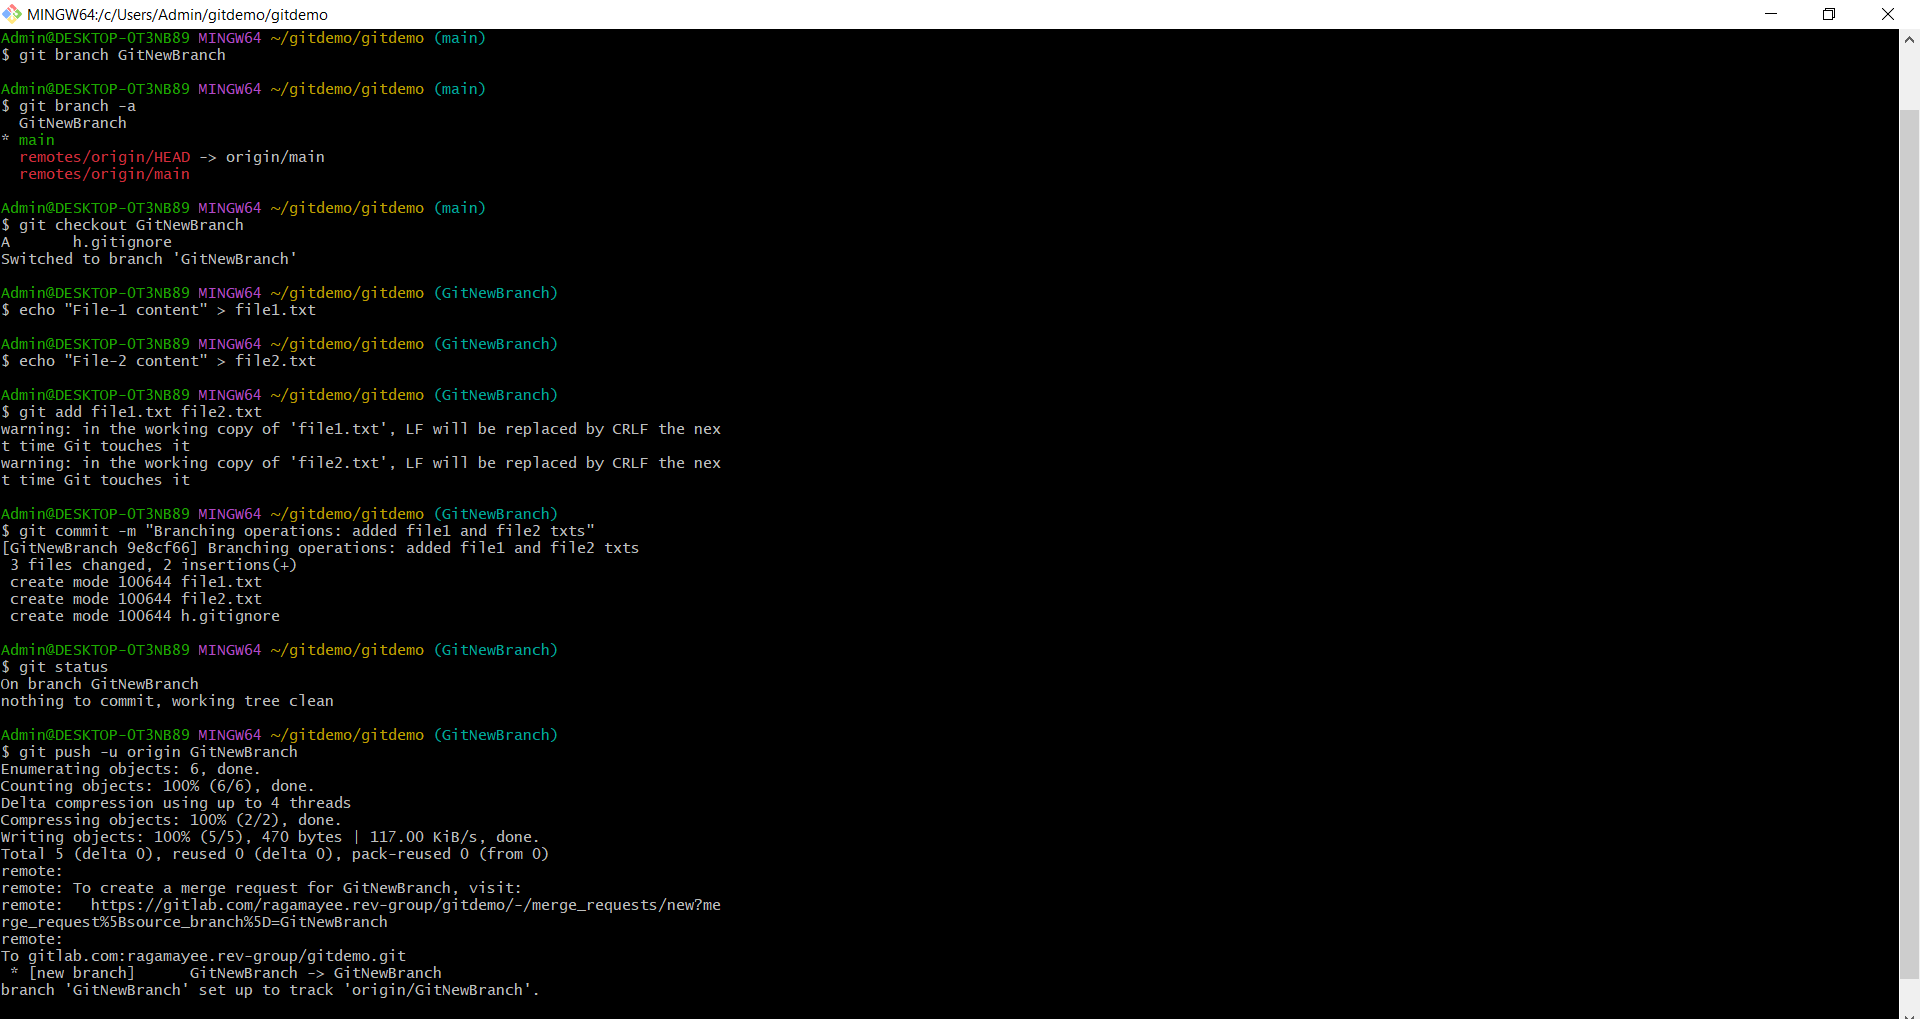 MINGW64:/c/Users/Admin/gitdemo/gitdemo
Admin@DESKTOP-OT3NB89 MINGW64 ~/gitdemo/gitdemo (main)
$ git branch GitNewBranch
Admin@DESKTOP-OT3NB89 MINGW64 ~/gitdemo/gitdemo (main)
$ git branch -a
  GitNewBranch
* main
  remotes/origin/HEAD -> origin/main
  remotes/origin/main
Admin@DESKTOP-OT3NB89 MINGW64 ~/gitdemo/gitdemo (main)
$ git checkout GitNewBranch
A       h.gitignore
Switched to branch 'GitNewBranch'
Admin@DESKTOP-OT3NB89 MINGW64 ~/gitdemo/gitdemo (GitNewBranch)
$ echo "File-1 content" > file1.txt
Admin@DESKTOP-OT3NB89 MINGW64 ~/gitdemo/gitdemo (GitNewBranch)
$ echo "File-2 content" > file2.txt
Admin@DESKTOP-OT3NB89 MINGW64 ~/gitdemo/gitdemo (GitNewBranch)
$ git add file1.txt file2.txt
warning: in the working copy of 'file1.txt', LF will be replaced by CRLF the nex
t time Git touches it
warning: in the working copy of 'file2.txt', LF will be replaced by CRLF the nex
t time Git touches it
Admin@DESKTOP-OT3NB89 MINGW64 ~/gitdemo/gitdemo (GitNewBranch)
$ git commit -m "Branching operations: added file1 and file2 txts"
[GitNewBranch 9e8cf66] Branching operations: added file1 and file2 txts
 3 files changed, 2 insertions(+)
 create mode 100644 file1.txt
 create mode 100644 file2.txt
 create mode 100644 h.gitignore
Admin@DESKTOP-OT3NB89 MINGW64 ~/gitdemo/gitdemo (GitNewBranch)
$ git status
On branch GitNewBranch
nothing to commit, working tree clean
Admin@DESKTOP-OT3NB89 MINGW64 ~/gitdemo/gitdemo (GitNewBranch)
$ git push -u origin GitNewBranch
Enumerating objects: 6, done.
Counting objects: 100% (6/6), done.
Delta compression using up to 4 threads
Compressing objects: 100% (2/2), done.
Writing objects: 100% (5/5), 470 bytes | 117.00 KiB/s, done.
Total 5 (delta 0), reused 0 (delta 0), pack-reused 0 (from 0)
remote:
remote: To create a merge request for GitNewBranch, visit:
remote:   https://gitlab.com/ragamayee.rev-group/gitdemo/-/merge_requests/new?me
rge_request%5Bsource_branch%5D=GitNewBranch
remote:
To gitlab.com:ragamayee.rev-group/gitdemo.git
 * [new branch]      GitNewBranch -> GitNewBranch
branch 'GitNewBranch' set up to track 'origin/GitNewBranch'.